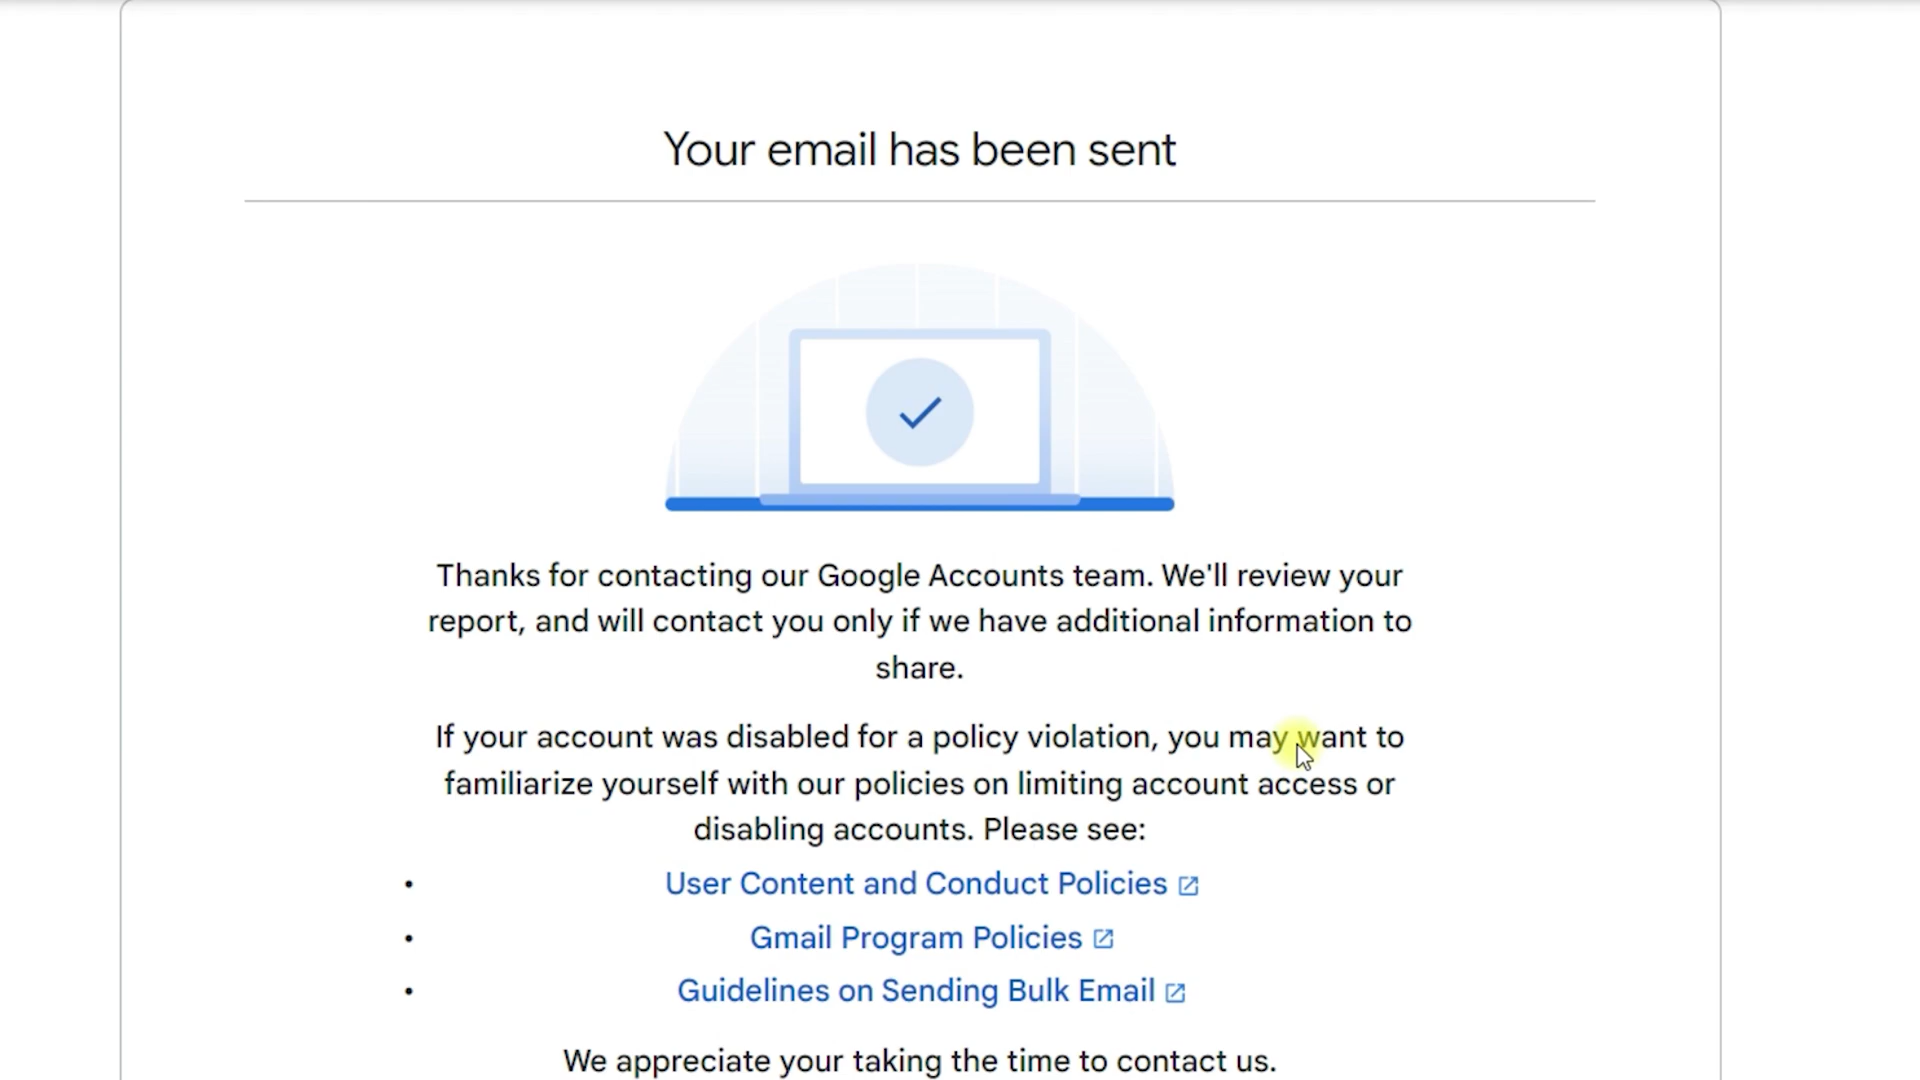 Your email has been sent
Thanks for contacting our Google Accounts team. We'll review your
report, and will contact you only if we have additional information to
share.
If your account was disabled for a policy violation, you may want to
familiarize yourself with our policies on limiting account access or
disabling accounts. Please see:
• User Content and Conduct Policies
• Gmail Program Policies
• Guidelines on Sending Bulk Email
We appreciate your taking the time to contact us.